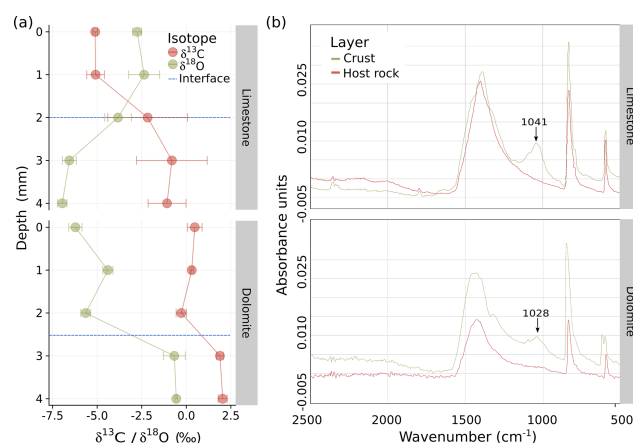 (a)
Isotope
δ¹³C
δ¹⁸O
Interface
0
1
2
3
4
Limestone
Depth (mm)
0
1
2
3
4
Dolomite
-7.5 -5.0 -2.5 0.0 2.5
δ¹³C / δ¹⁸O (‰)
(b)
Layer
Crust
Host rock
1041
0.025
0.010
-0.005
Limestone
Absorbance units
1028
0.025
0.010
-0.005
Dolomite
2500 2000 1500 1000 500
Wavenumber (cm⁻¹)